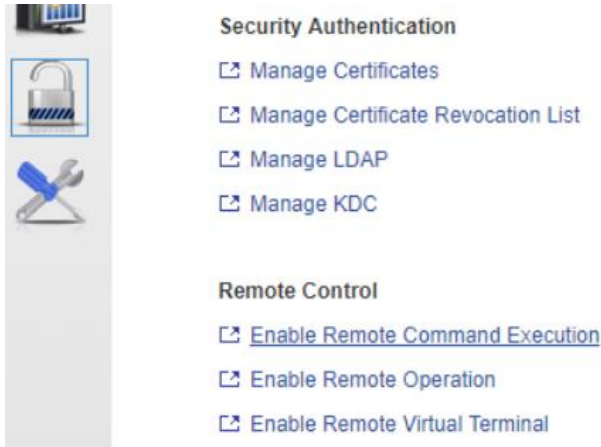 Security Authentication
Manage Certificates
Manage Certificate Revocation List
Manage LDAP
Manage KDC
Remote Control
Enable Remote Command Execution
Enable Remote Operation
Enable Remote Virtual Terminal